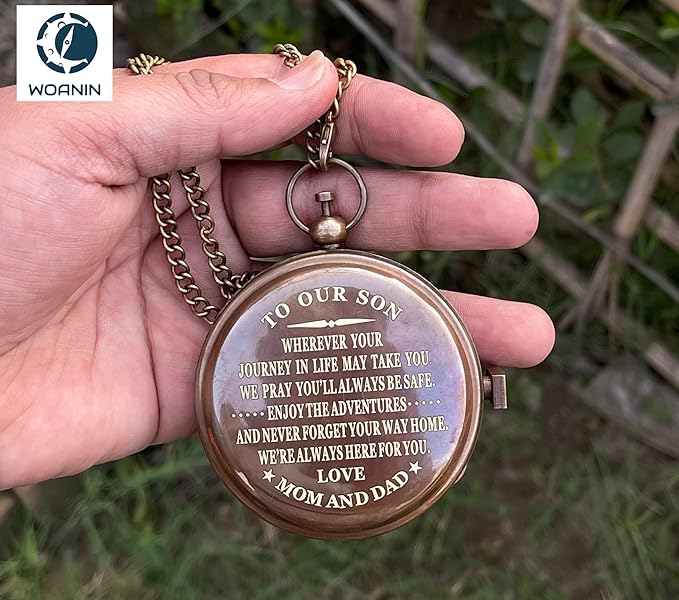 WOANIN
TO OUR SON
WHEREVER YOUR
JOURNEY IN LIFE MAY TAKE YOU.
WE PRAY YOU'LL ALWAYS BE SAFE.
ENJOY THE ADVENTURES
AND NEVER FORGET YOUR WAY HOME.
WE'RE ALWAYS HERE FOR YOU.
LOVE
MOM AND DAD